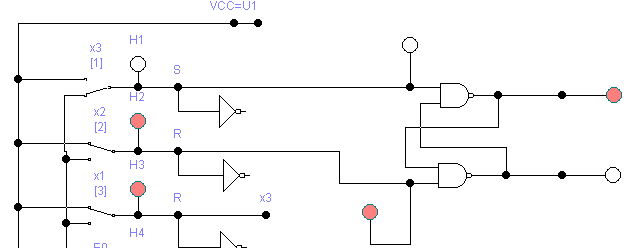 VCC=U1
H1
x3
[1]
S
H2
x2
[2]
R
H3
x1
[3]
R
x3
H4